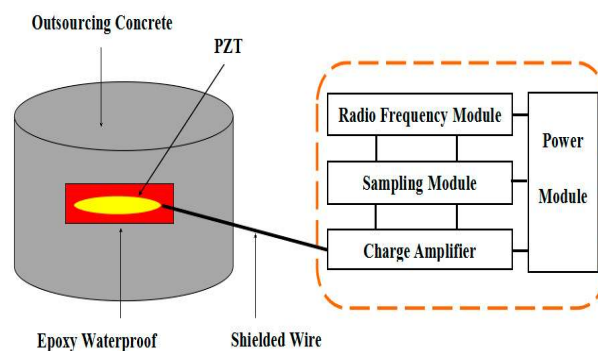 Outsourcing Concrete
PZT
Radio Frequency Module
Sampling Module
Charge Amplifier
Power
Module
Epoxy Waterproof
Shielded Wire